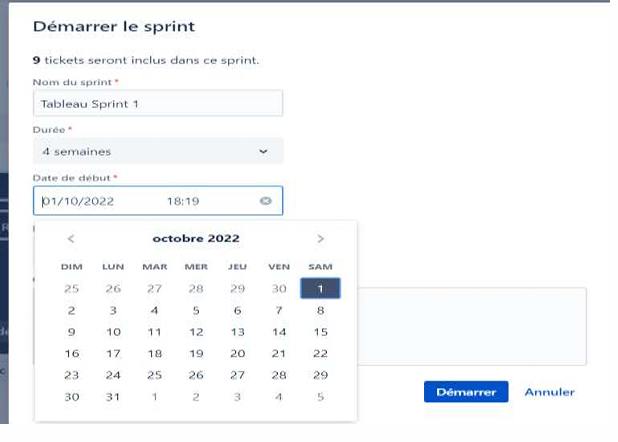 Démarrer le sprint
9 tickets seront inclus dans ce sprint.
Nom du sprint *
Tableau Sprint 1
Durée *
4 semaines
Date de début *
01/10/2022 18:19
octobre 2022
DIM LUN MAR MER JEU VEN SAM
25 26 27 28 29 30 1
2 3 4 5 6 7 8
9 10 11 12 13 14 15
16 17 18 19 20 21 22
23 24 25 26 27 28 29
30 31 1 2 3 4 5
Démarrer Annuler